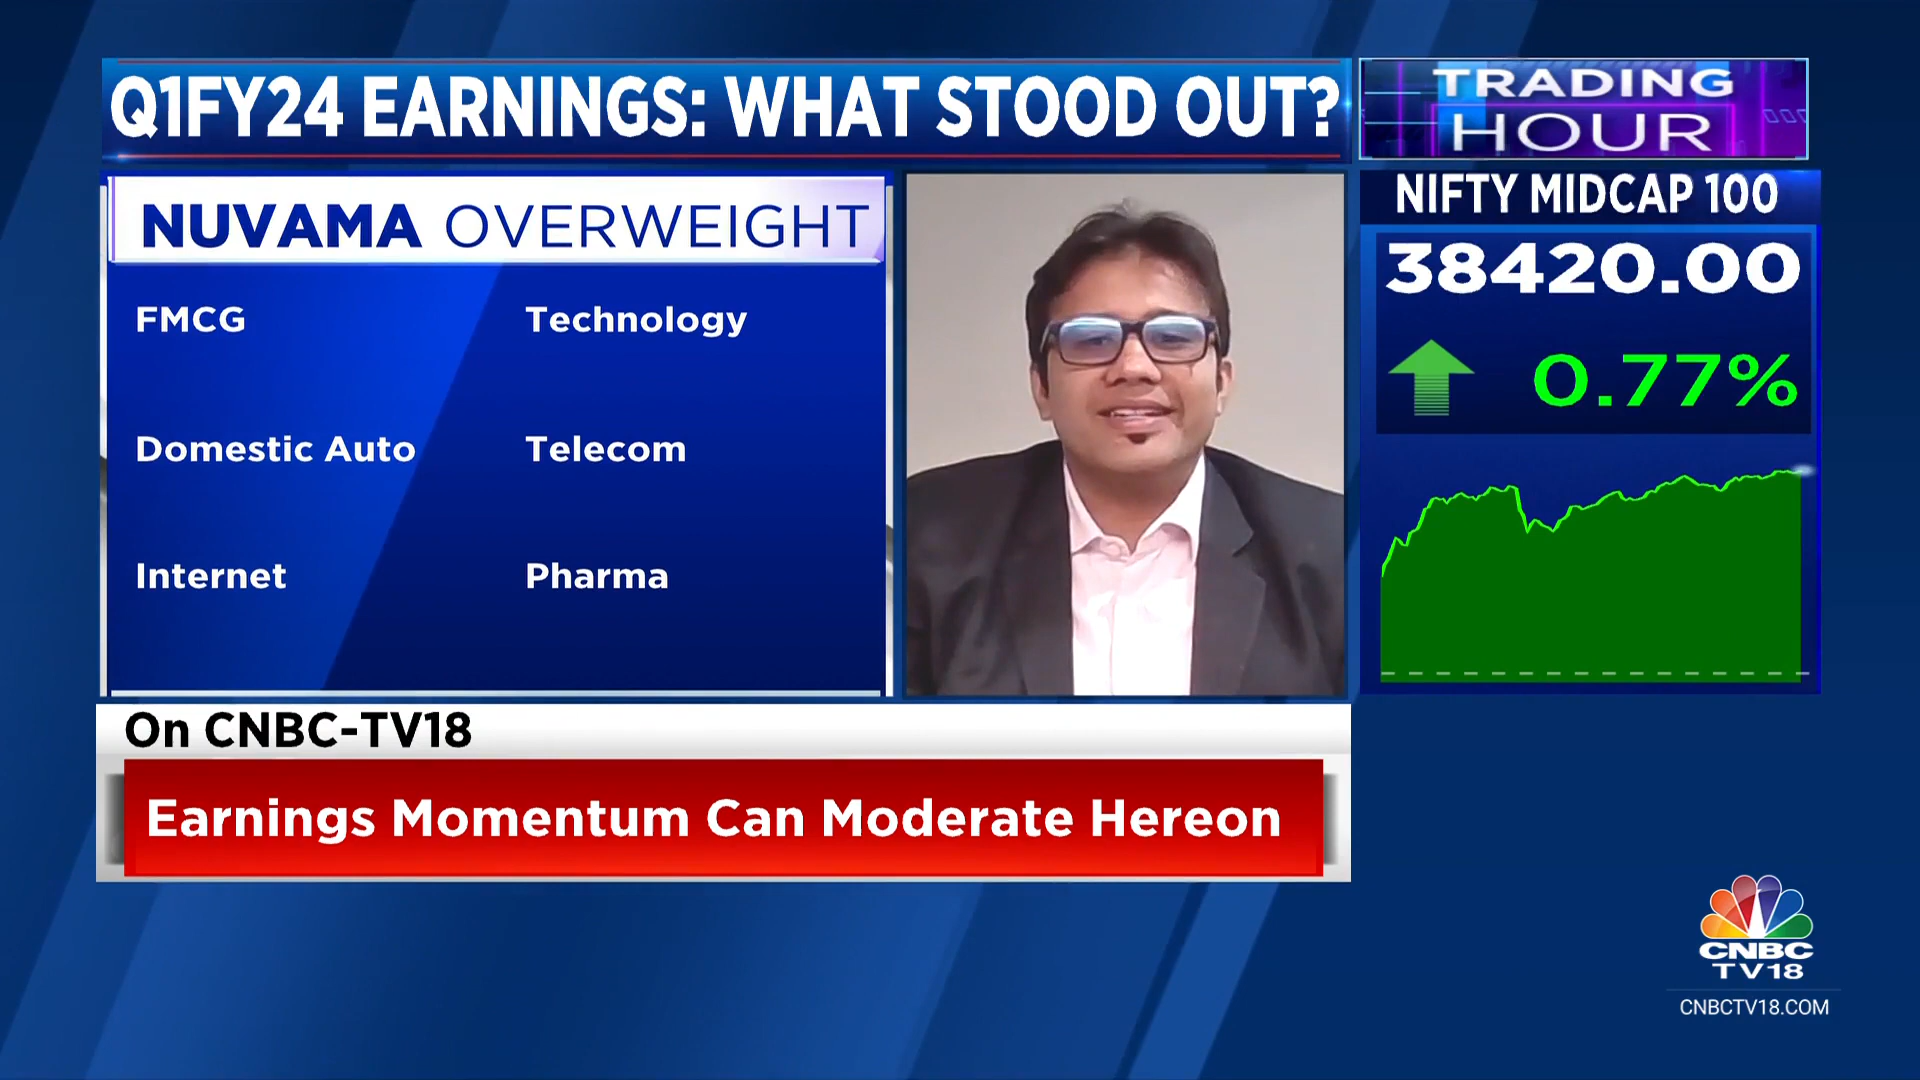 Q1FY24 EARNINGS: WHAT STOOD OUT?
TRADING
HOUR
NUVAMA OVERWEIGHT
FMCG
Technology
Domestic Auto
Telecom
Internet
Pharma
NIFTY MIDCAP 100
38420.00
0.77%
On CNBC-TV18
Earnings Momentum Can Moderate Hereon
CNBC
TV18
CNBCTV18.COM